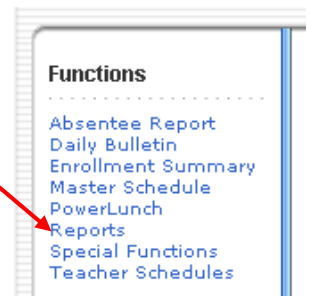 Functions
Absentee Report
Daily Bulletin
Enrollment Summary
Master Schedule
PowerLunch
Reports
Special Functions
Teacher Schedules